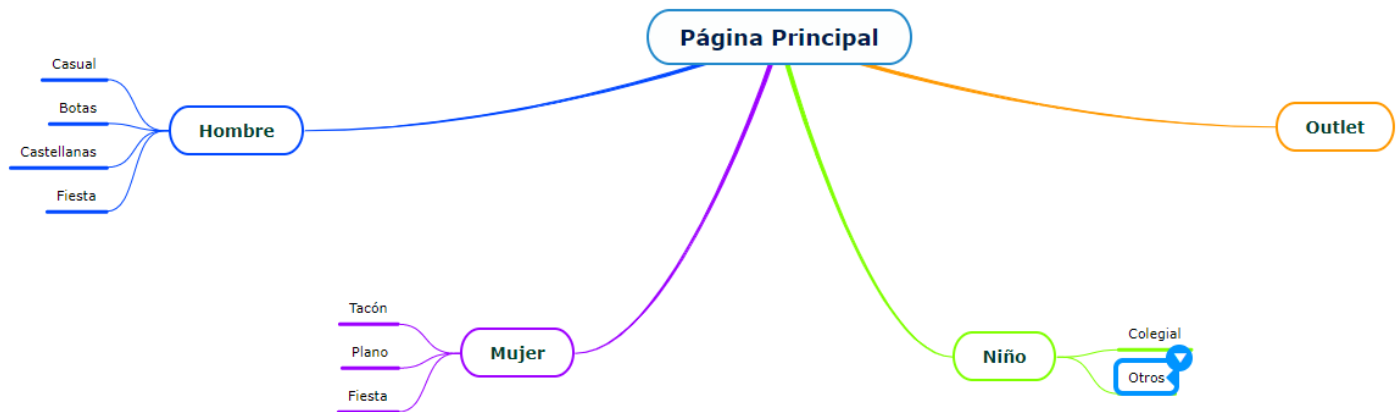 Página Principal
Hombre
Casual
Botas
Castellanas
Fiesta
Mujer
Tacón
Plano
Fiesta
Niño
Colegial
Otros
Outlet